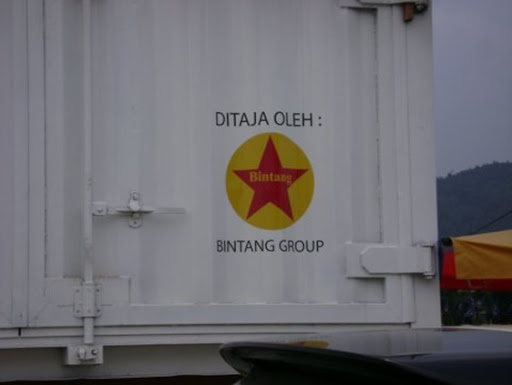 DITAJA OLEH :
Bintang
BINTANG GROUP